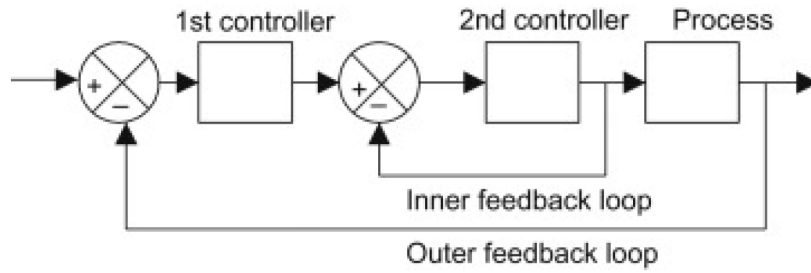 1st controller
2nd controller
Process
+
−
+
−
Inner feedback loop
Outer feedback loop